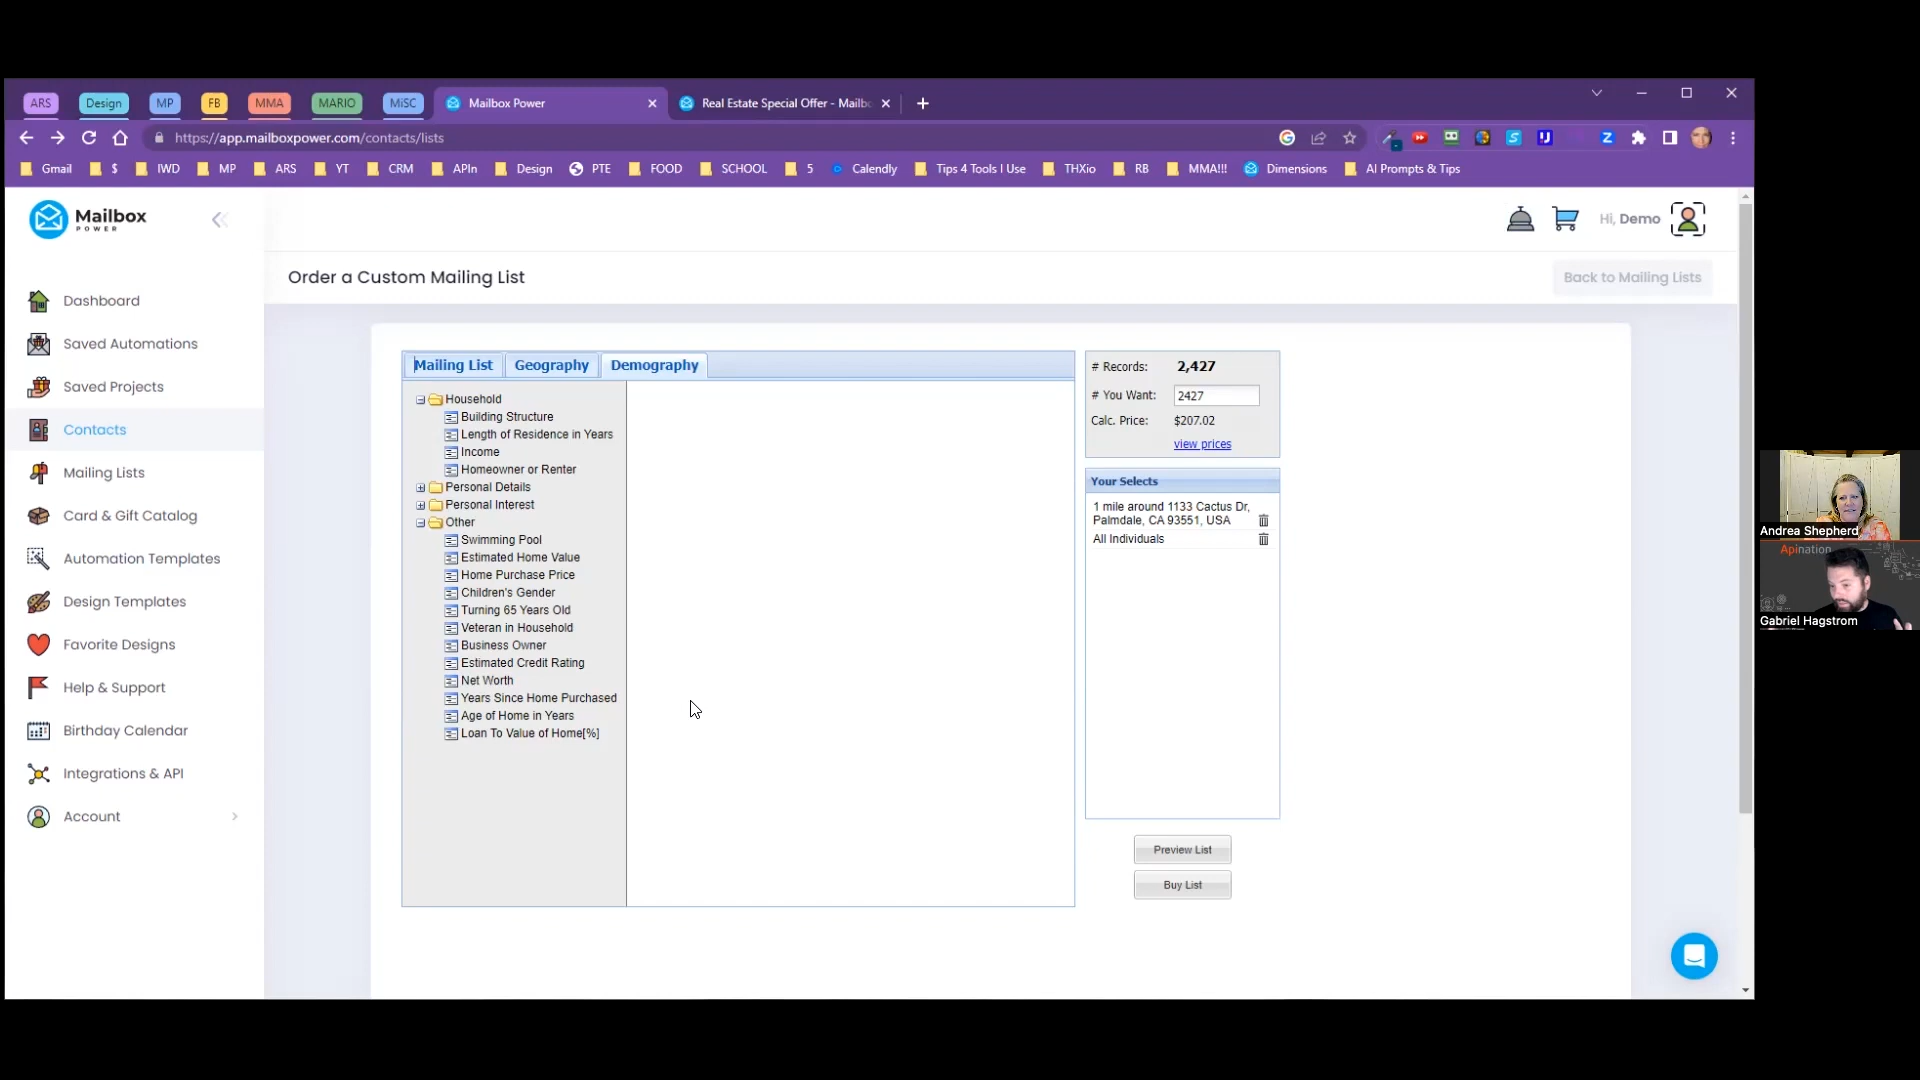 ARS
Design
MP
FB
MMA
MARIO
MiSC
Mailbox Power
Real Estate Special Offer - Mailbo
https://app.mailboxpower.com/contacts/lists
Gmail
$
IWD
MP
ARS
YT
CRM
APIn
Design
PTE
FOOD
SCHOOL
5
Calendly
Tips 4 Tools I Use
THXio
RB
MMA!!!
Dimensions
AI Prompts & Tips
Mailbox
POWER
Hi, Demo
Dashboard
Saved Automations
Saved Projects
Contacts
Mailing Lists
Card & Gift Catalog
Automation Templates
Design Templates
Favorite Designs
Help & Support
Birthday Calendar
Integrations & API
Account
Order a Custom Mailing List
Back to Mailing Lists
Mailing List
Geography
Demography
Household
Building Structure
Length of Residence in Years
Income
Homeowner or Renter
Personal Details
Personal Interest
Other
Swimming Pool
Estimated Home Value
Home Purchase Price
Children's Gender
Turning 65 Years Old
Veteran in Household
Business Owner
Estimated Credit Rating
Net Worth
Years Since Home Purchased
Age of Home in Years
Loan To Value of Home[%]
# Records: 2,427
# You Want: 2427
Calc. Price: $207.02
view prices
Your Selects
1 mile around 1133 Cactus Dr,
Palmdale, CA 93551, USA
All Individuals
Preview List
Buy List
Andrea Shepherd
Apination
Gabriel Hagstrom